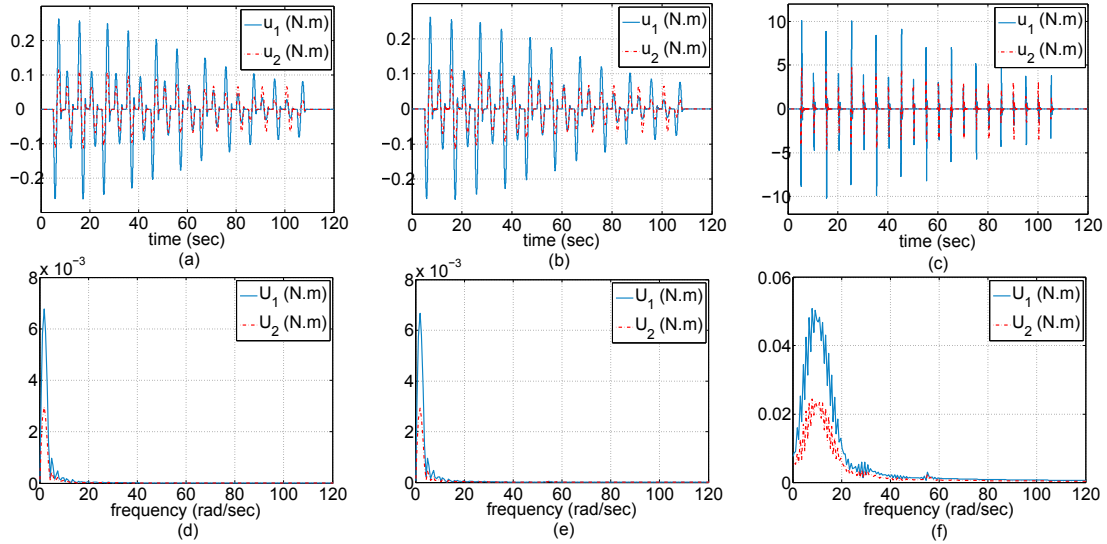 u1 (N.m)
u2 (N.m)
0.2
0.1
0
−0.1
−0.2
0 20 40 60 80 100 120
time (sec)
(a)
u1 (N.m)
u2 (N.m)
0.2
0.1
0
−0.1
−0.2
0 20 40 60 80 100 120
time (sec)
(b)
u1 (N.m)
u2 (N.m)
10
5
0
−5
−10
0 20 40 60 80 100 120
time (sec)
(c)
x 10−3
U1 (N.m)
U2 (N.m)
8
6
4
2
0
0 20 40 60 80 100 120
frequency (rad/sec)
(d)
x 10−3
U1 (N.m)
U2 (N.m)
8
6
4
2
0
0 20 40 60 80 100 120
frequency (rad/sec)
(e)
U1 (N.m)
U2 (N.m)
0.06
0.04
0.02
0
0 20 40 60 80 100 120
frequency (rad/sec)
(f)